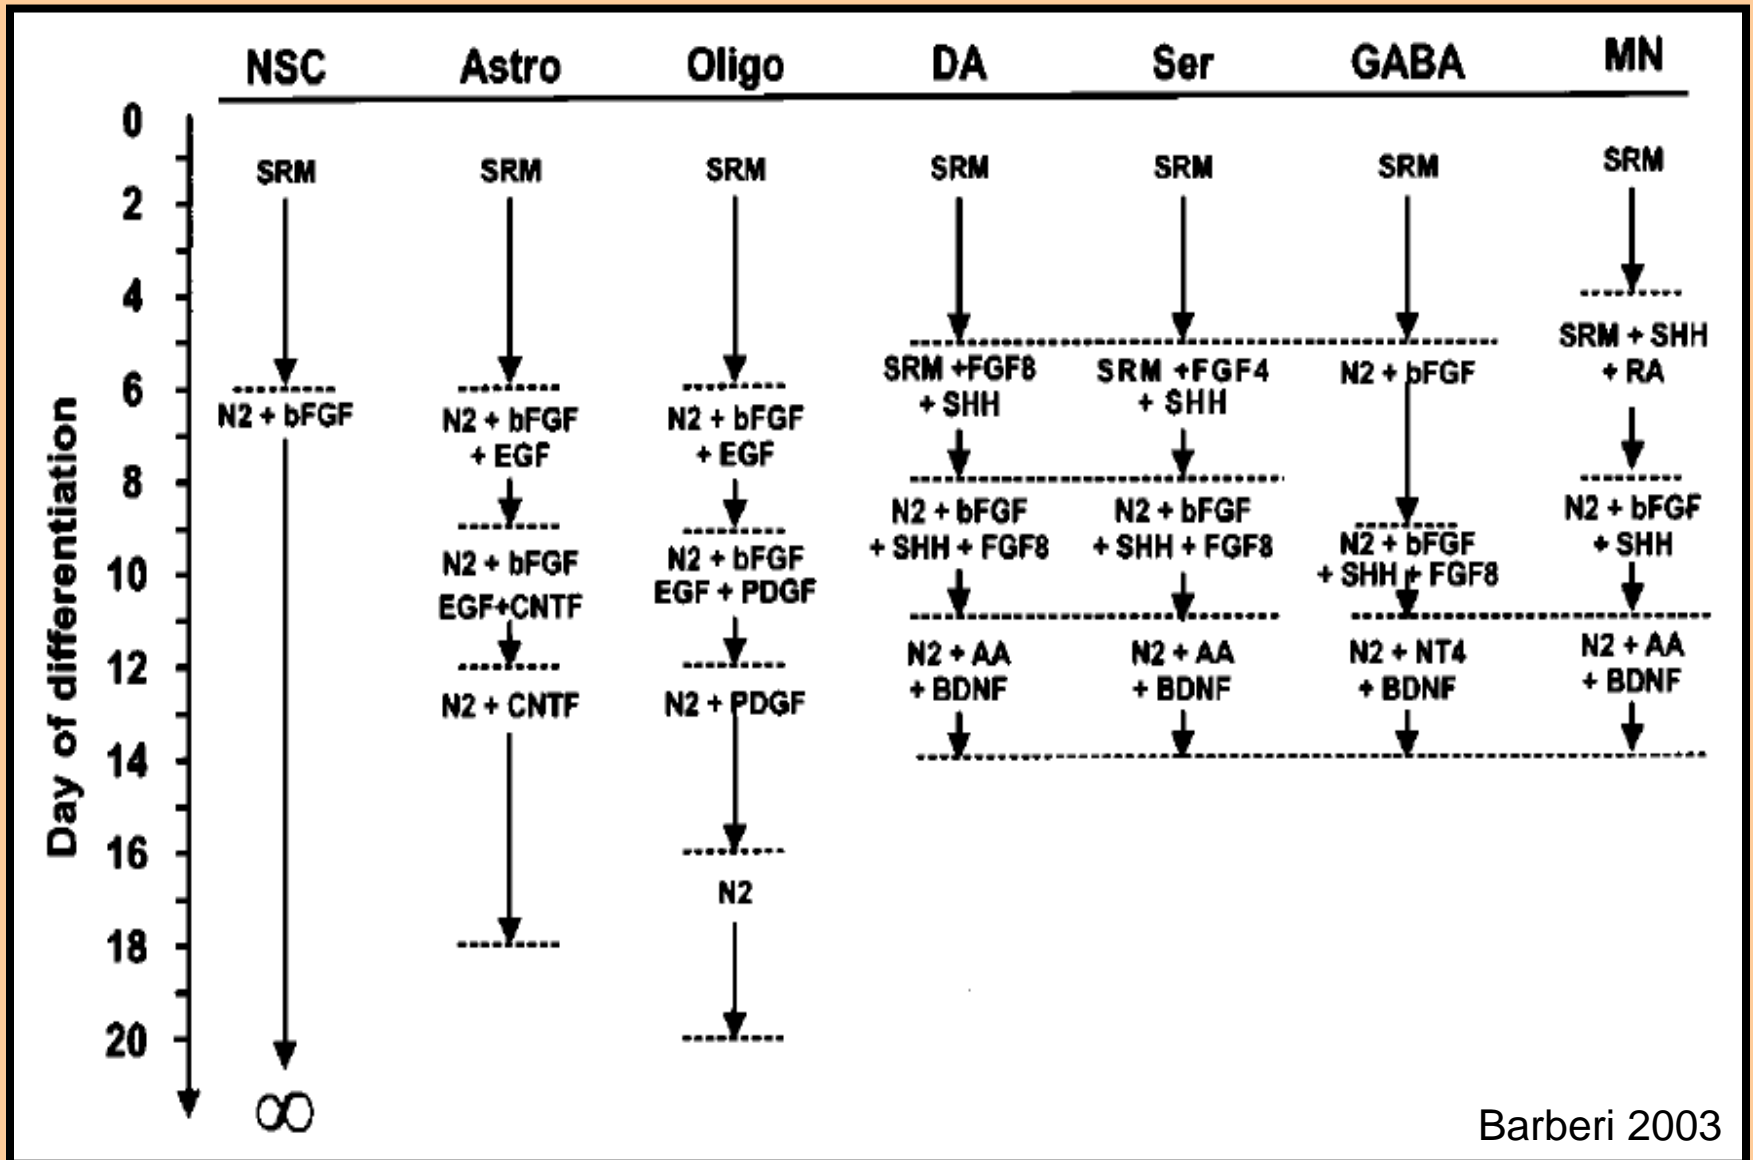 NSC Astro Oligo DA Ser GABA MN
Day of differentiation
0
2
4
6
8
10
12
14
16
18
20
SRM
N2 + bFGF
∞
SRM
N2 + bFGF
+ EGF
N2 + bFGF
EGF+CNTF
N2 + CNTF
SRM
N2 + bFGF
+ EGF
N2 + bFGF
EGF + PDGF
N2 + PDGF
N2
SRM
SRM +FGF8
+ SHH
N2 + bFGF
+ SHH + FGF8
N2 + AA
+ BDNF
SRM
SRM +FGF4
+ SHH
N2 + bFGF
+ SHH + FGF8
N2 + AA
+ BDNF
SRM
N2 + bFGF
N2 + bFGF
+ SHH + FGF8
N2 + NT4
+ BDNF
SRM
SRM + SHH
+ RA
N2 + bFGF
+ SHH
N2 + AA
+ BDNF
Barberi 2003